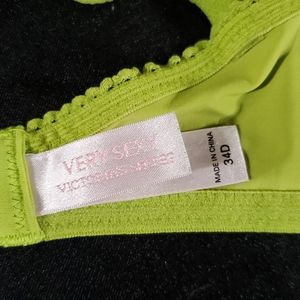 VERY SEXY
VICTORIA'S SECRET
MADE IN CHINA
34D